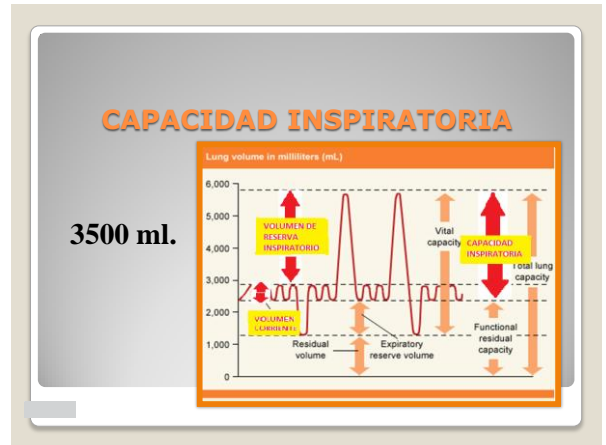 CAPACIDAD INSPIRATORIA
3500 ml.
Lung volume in milliliters (mL)
6,000
5,000
4,000
3,000
2,000
1,000
0
VOLUMEN DE
RESERVA
INSPIRATORIO
VOLUMEN
CORRIENTE
Residual
volume
Expiratory
reserve volume
Vital
capacity
CAPACIDAD
INSPIRATORIA
Total lung
capacity
Functional
residual
capacity